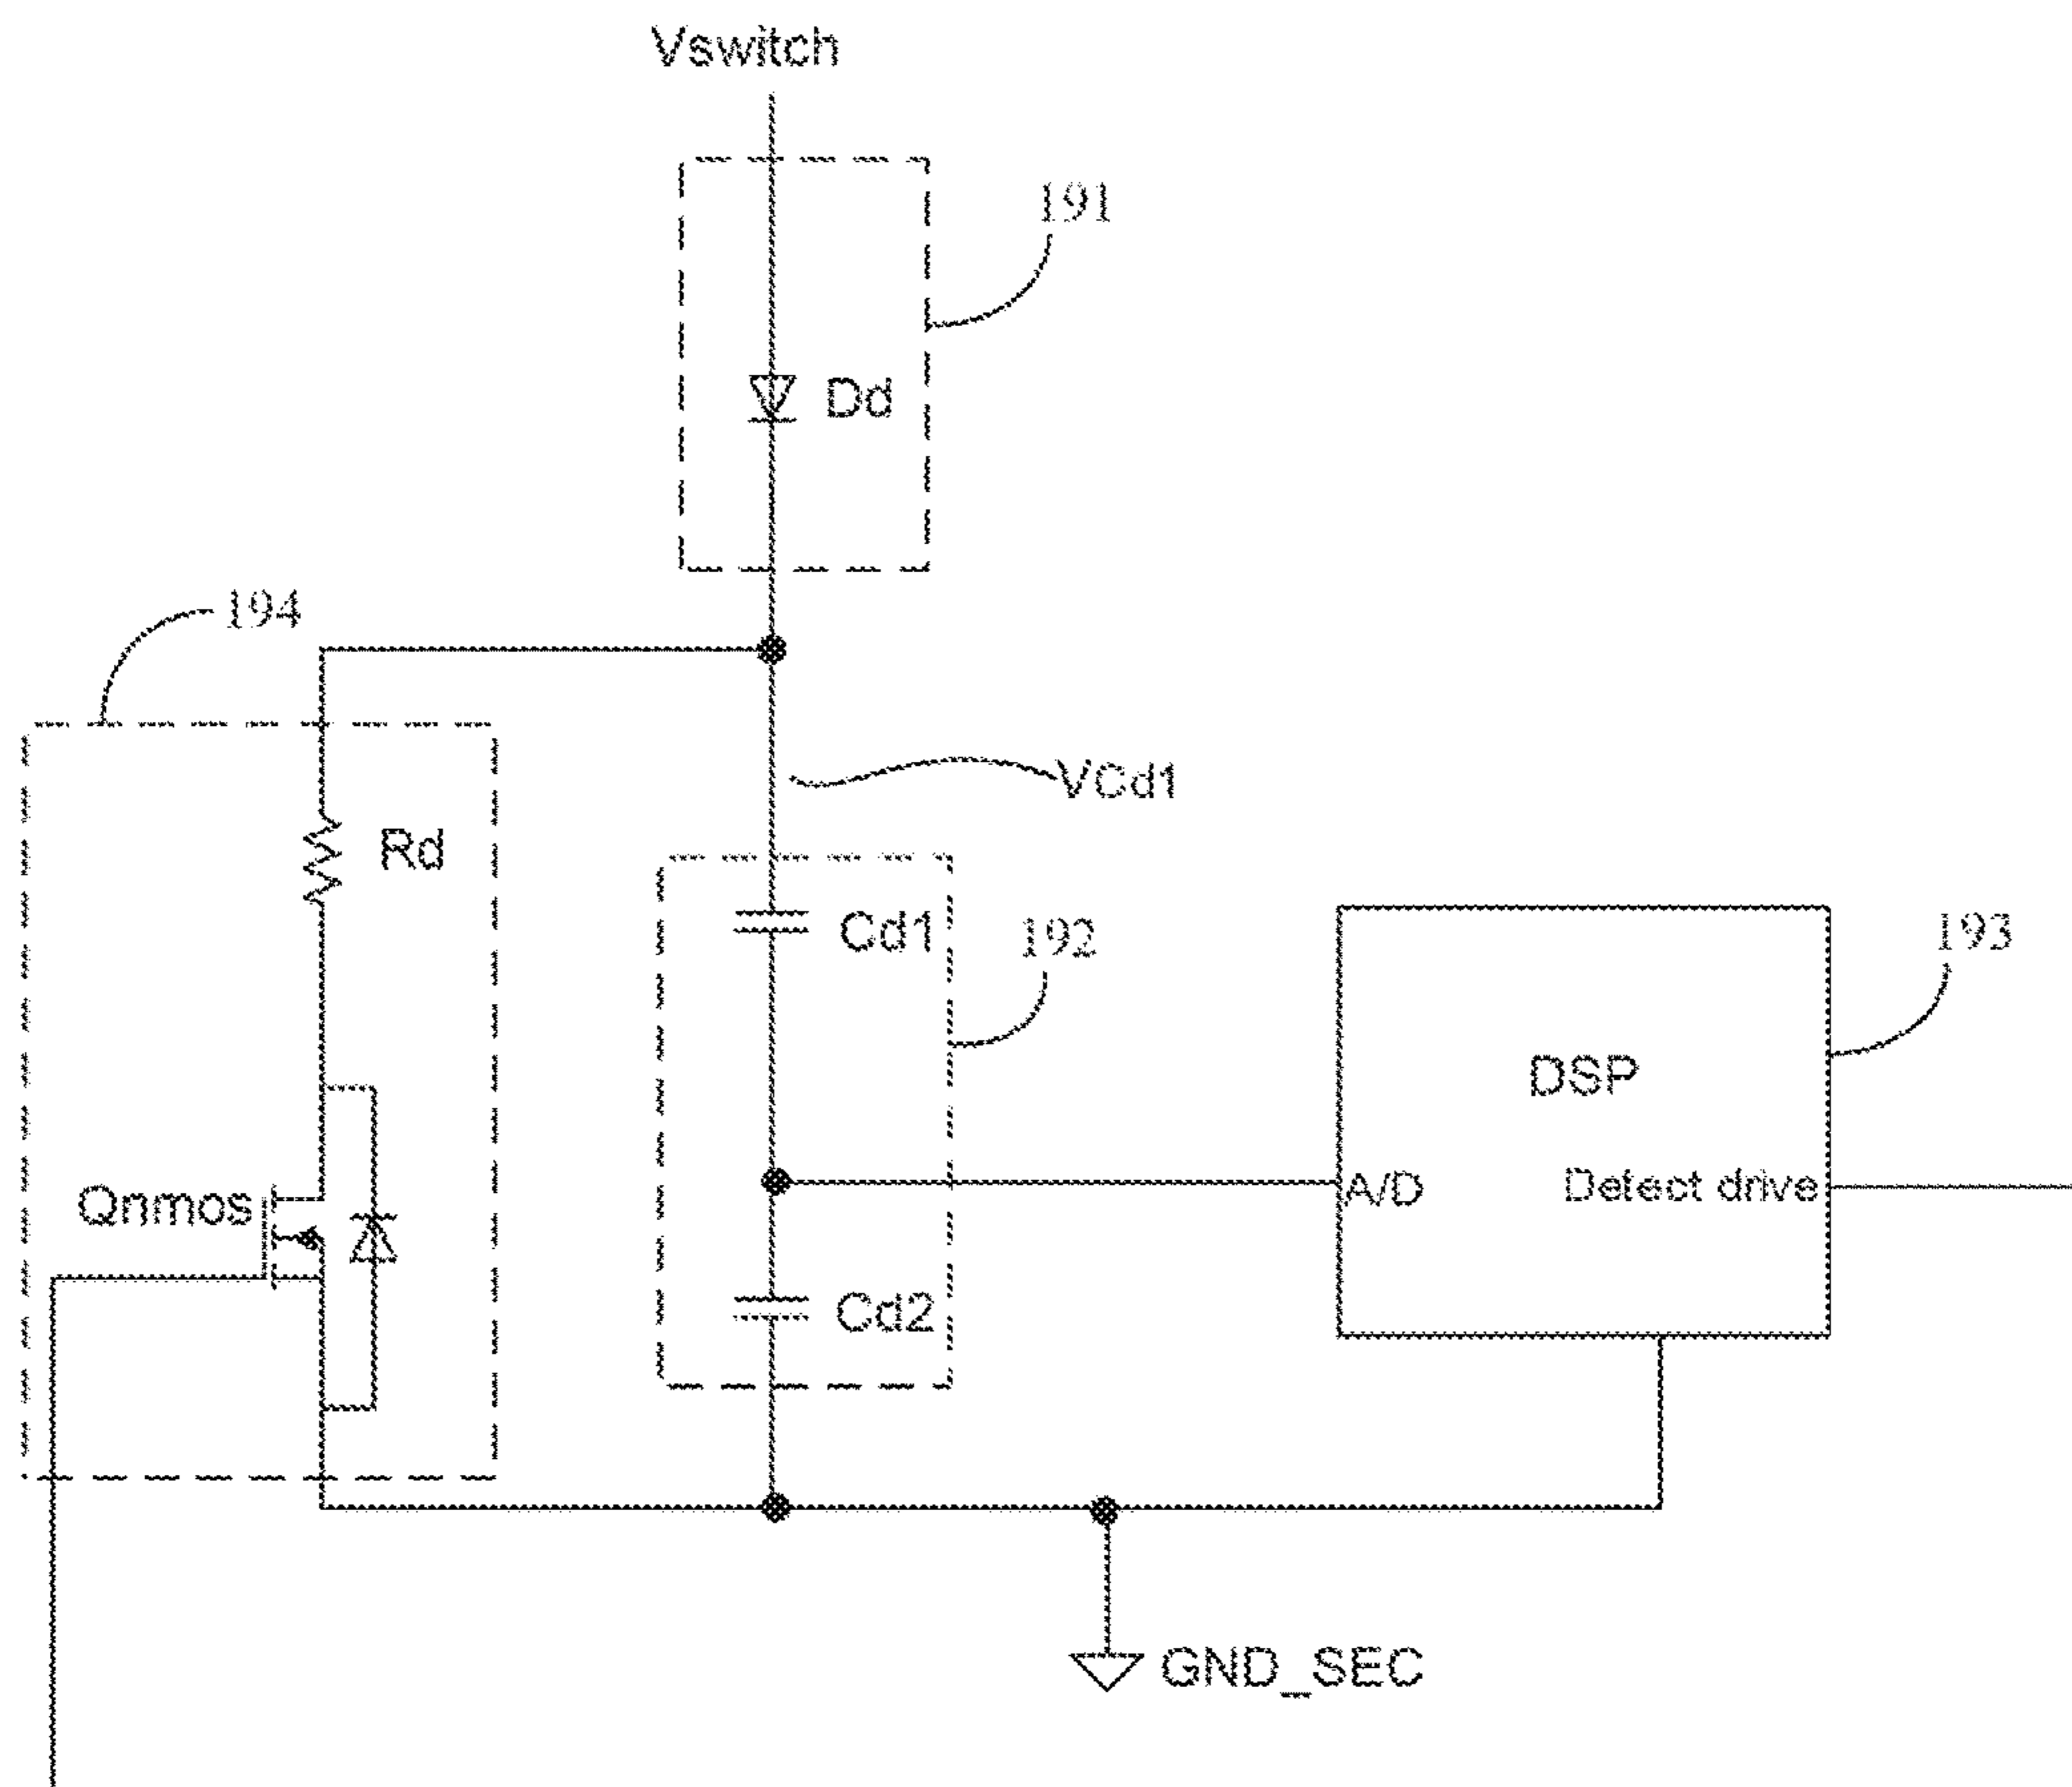 Vswitch
191
Dd
194
VCd1
Rd
Cd1
192
193
DSP
A/D
Detect drive
Qnmos
Cd2
GND_SEC